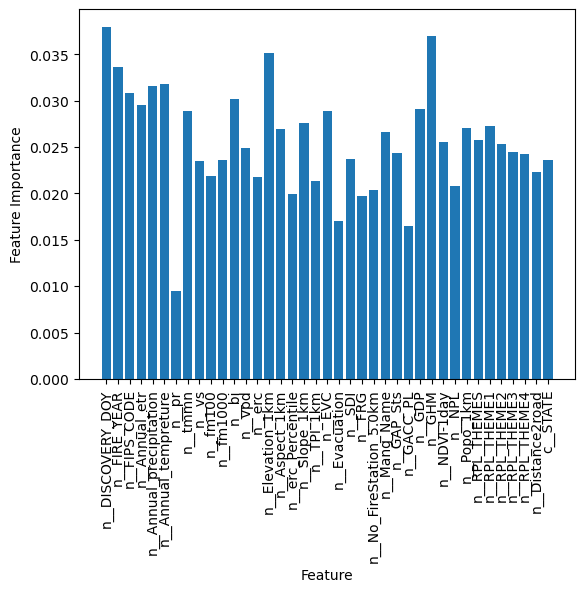 0.035
0.030
0.025
0.020
0.015
0.010
0.005
0.000
Feature Importance
n__DISCOVERY_DOY
n__FIRE_YEAR
n__FIPS_CODE
n__Annual_etr
n__Annual_precipitation
n__Annual_tempreture
n__pr
n__tmmn
n__vs
n__fm100
n__fm1000
n__bi
n__vpd
n__erc
n__Elevation_1km
n__Aspect_1km
n__erc_Percentile
n__Slope_1km
n__TPI_1km
n__EVC
n__Evacuation
n__SDI
n__FRG
n__No_FireStation_5.0km
n__Mang_Name
n__GAP_Sts
n__GACC_PL
n__GDP
n__GHM
n__NDVI-1day
n__NPL
n__Popo_1km
n__RPL_THEMES
n__RPL_THEME1
n__RPL_THEME2
n__RPL_THEME3
n__RPL_THEME4
n__Distance2road
c__STATE
Feature